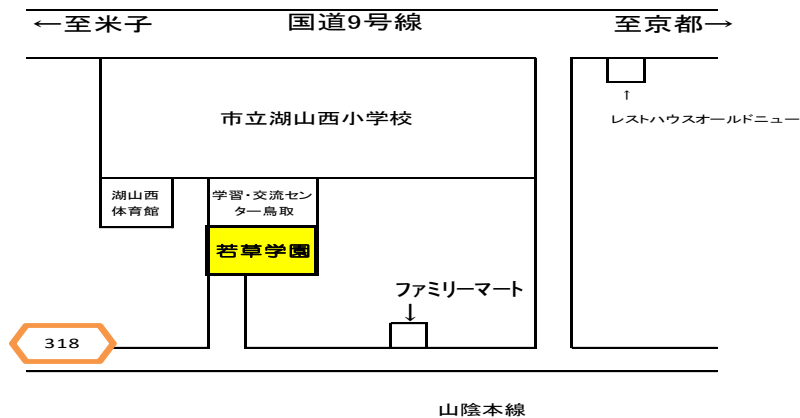 ←至米子
国道9号線
至京都→
↑
レストハウスオールドニュー
市立湖山西小学校
湖山西
体育館
学習・交流セン
ター鳥取
若草学園
ファミリーマート
↓
318
山陰本線